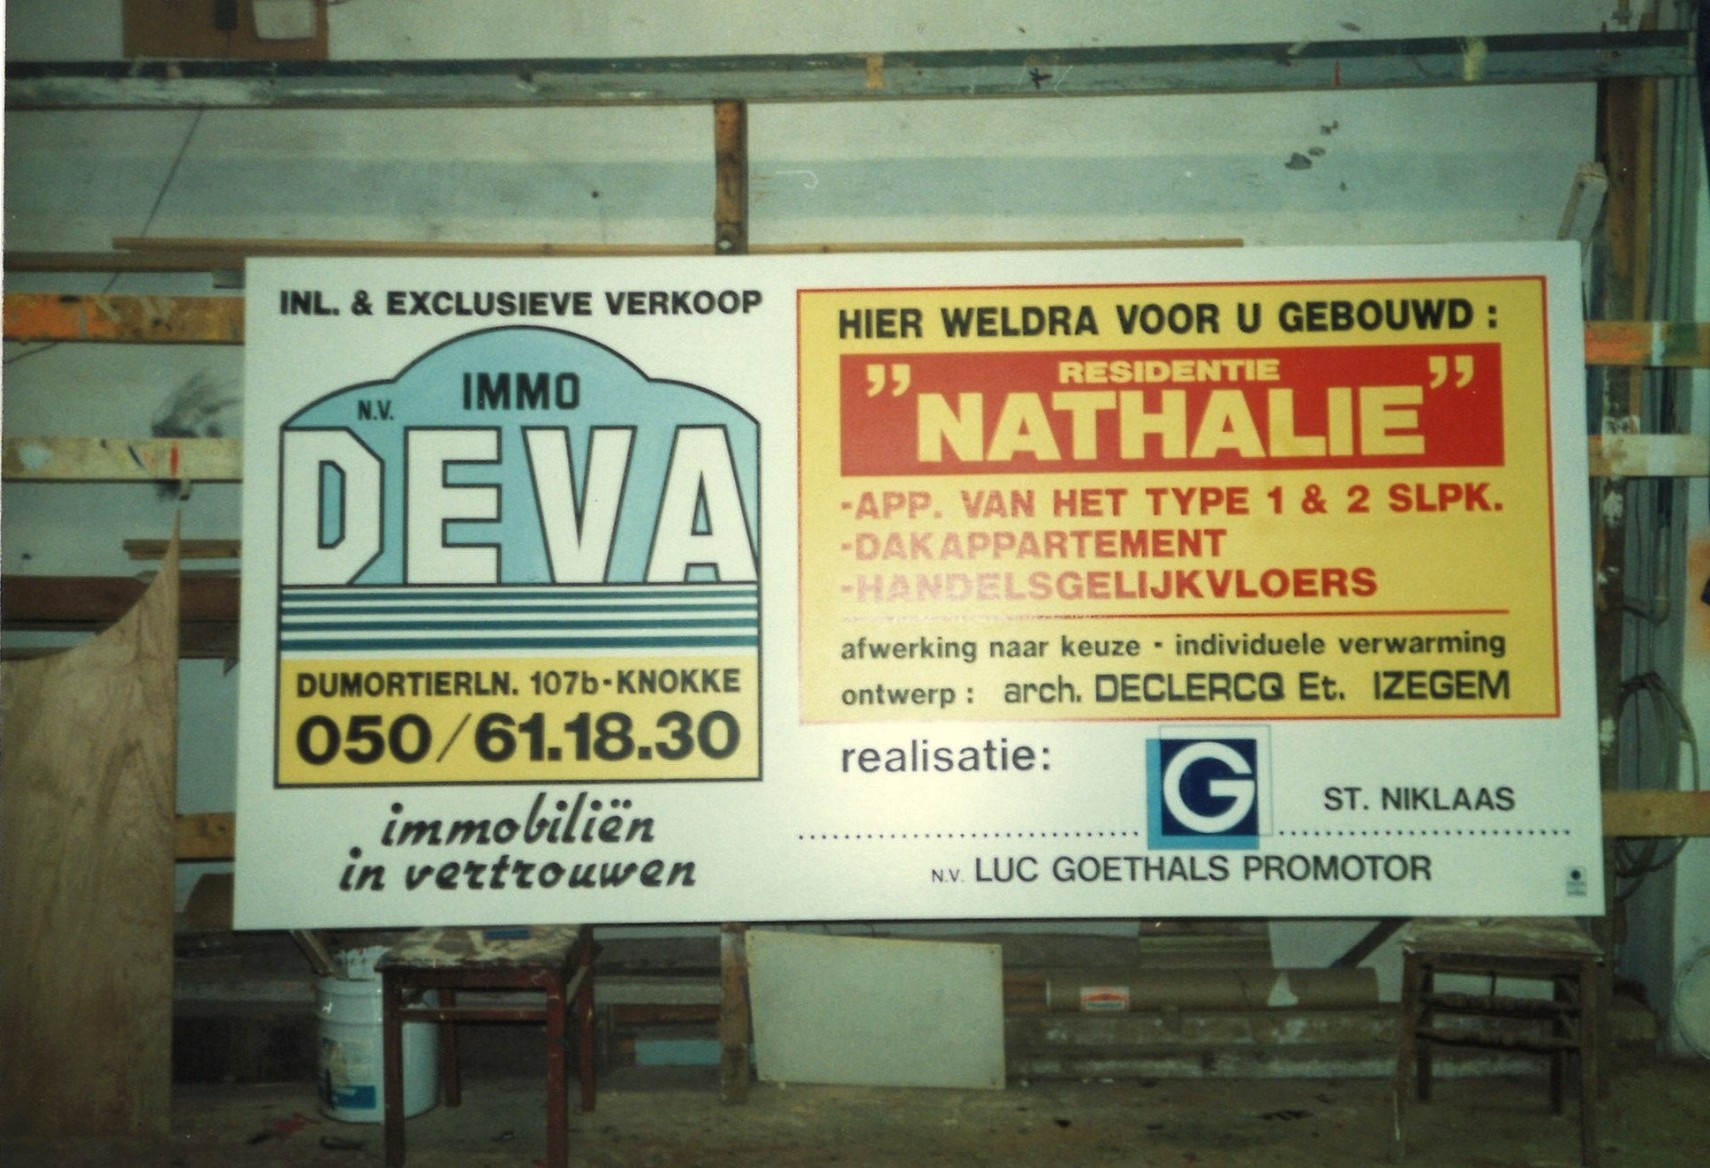 INL. & EXCLUSIEVE VERKOOP
N.V. IMMO
DEVA
DUMORTIERLN. 107b-KNOKKE
050/61.18.30
immobiliën
in vertrouwen
HIER WELDRA VOOR U GEBOUWD :
RESIDENTIE
”NATHALIE”
-APP. VAN HET TYPE 1 & 2 SLPK.
-DAKAPPARTEMENT
-HANDELSGELIJKVLOERS
afwerking naar keuze - individuele verwarming
ontwerp : arch. DECLERCQ Et. IZEGEM
realisatie:
G
ST. NIKLAAS
N.V. LUC GOETHALS PROMOTOR